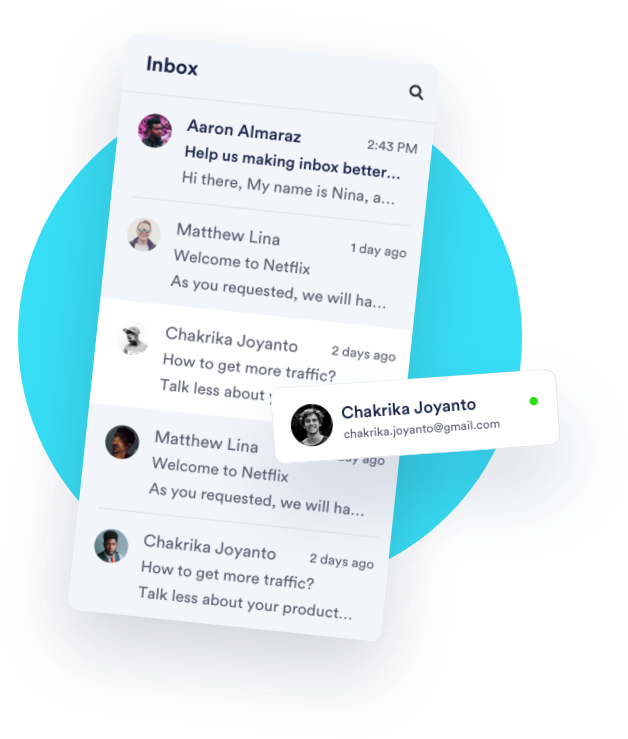 Inbox
Aaron Almaraz
2:43 PM
Help us making inbox better...
Hi there, My name is Nina, a...
Matthew Lina
1 day ago
Welcome to Netflix
As you requested, we will ha...
Chakrika Joyanto
2 days ago
How to get more traffic?
Talk less about
Chakrika Joyanto
chakrika.joyanto@gmail.com
Matthew Lina
ago
Welcome to Netflix
As you requested, we will ha...
Chakrika Joyanto
2 days ago
How to get more traffic?
Talk less about your product...